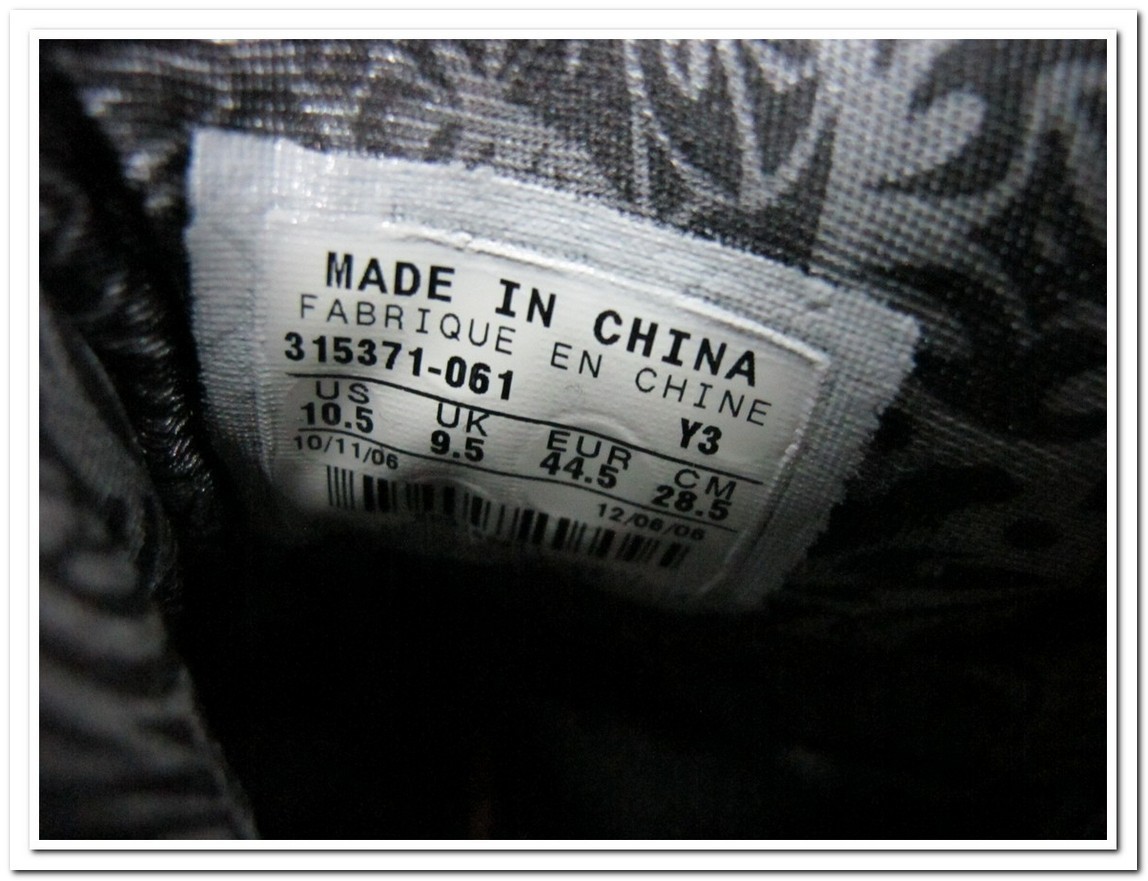 MADE IN CHINA
FABRIQUE EN CHINE
315371-061 Y3
US UK EUR CM
10.5 9.5 44.5 28.5
10/11/06 12/06/06